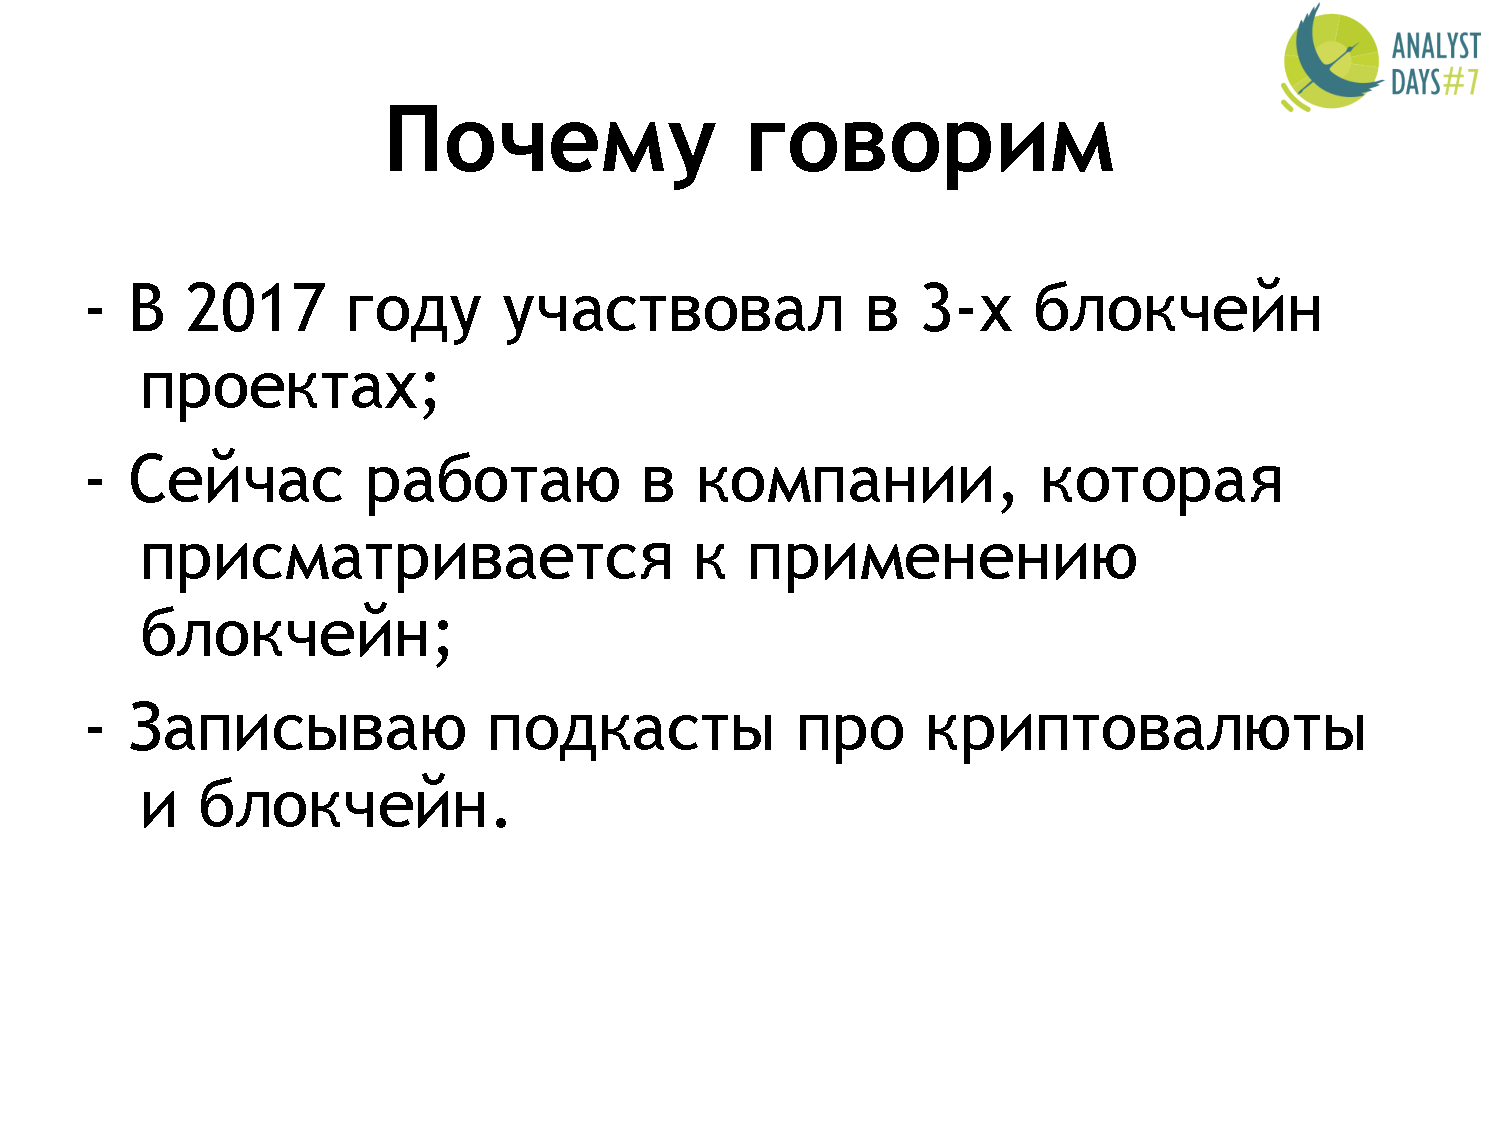 ANALYST
DAYS#7
Почему говорим
- В 2017 году участвовал в 3-х блокчейн
проектах;
- Сейчас работаю в компании, которая
присматривается к применению
блокчейн;
- Записываю подкасты про криптовалюты
и блокчейн.